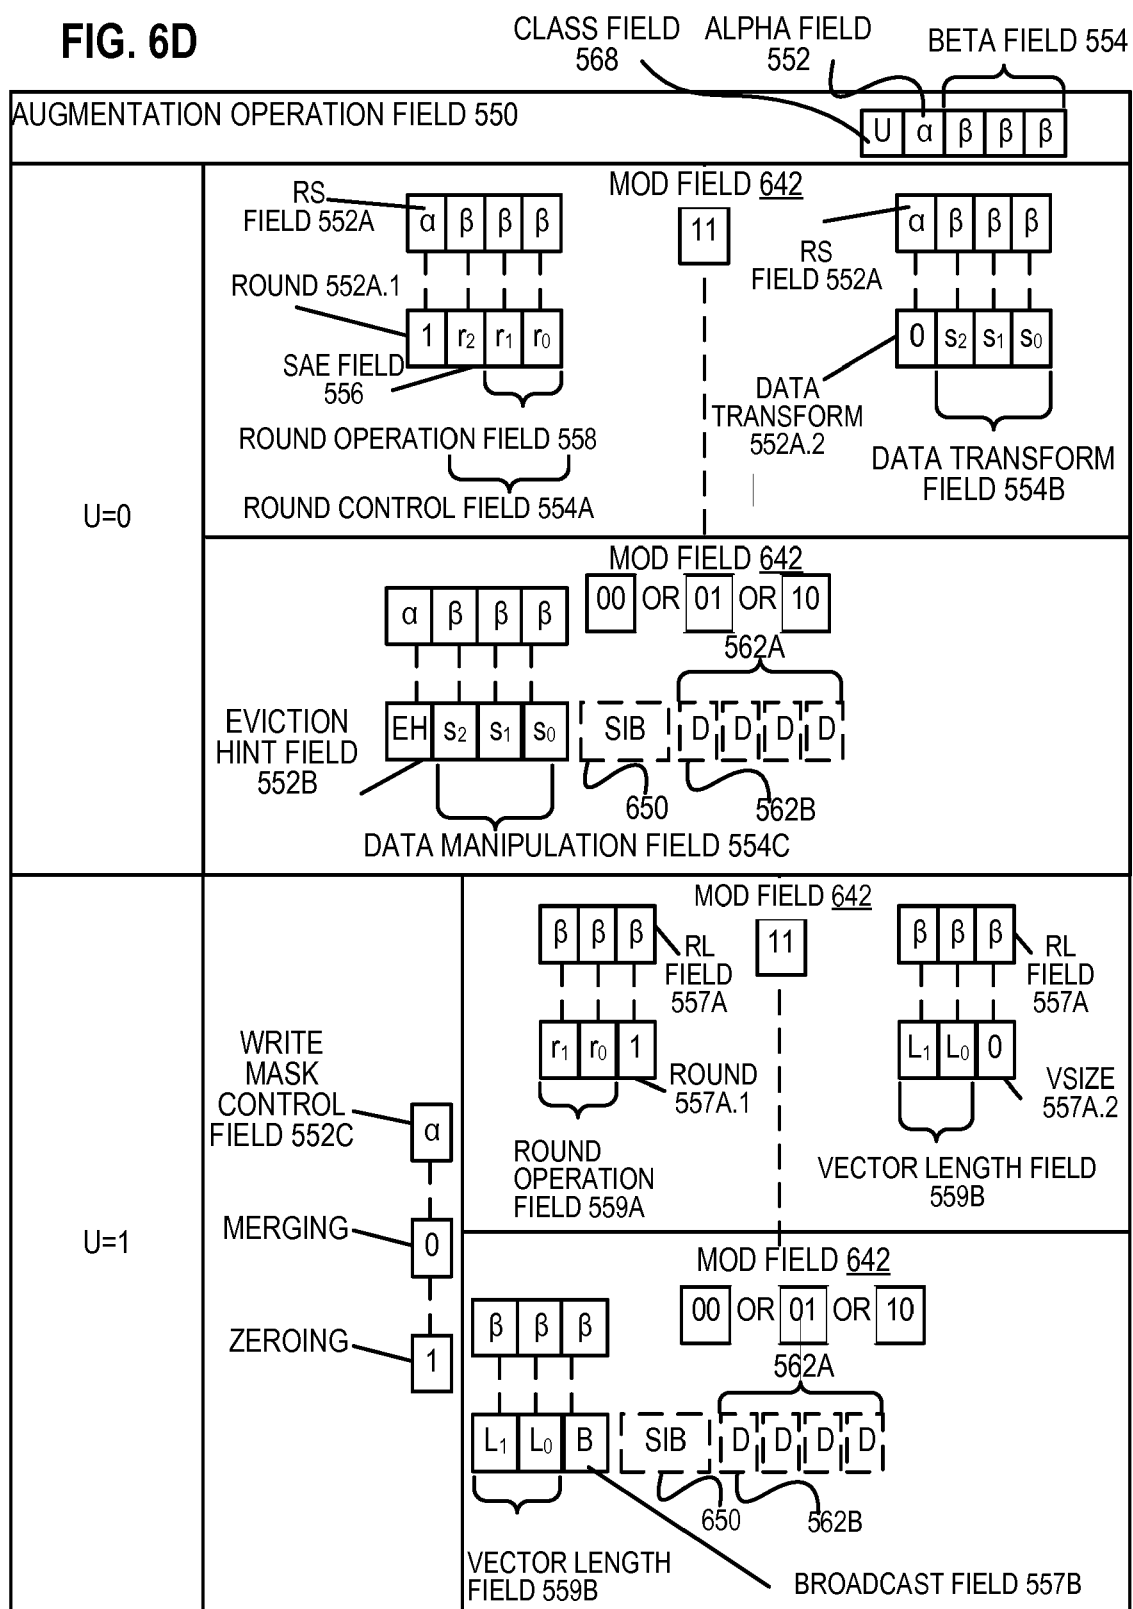 FIG. 6D
CLASS FIELD
568
ALPHA FIELD
552
BETA FIELD 554
AUGMENTATION OPERATION FIELD 550
U α β β β
U=0
MOD FIELD 642
11
RS
FIELD 552A
α β β β
ROUND 552A.1
1 r2 r1 r0
SAE FIELD
556
ROUND OPERATION FIELD 558
ROUND CONTROL FIELD 554A
α β β β
RS
FIELD 552A
0 s2 s1 s0
DATA
TRANSFORM
552A.2
DATA TRANSFORM
FIELD 554B
MOD FIELD 642
00 OR 01 OR 10
α β β β
562A
EVICTION
HINT FIELD
552B
EH s2 s1 s0 SIB D D D D
650
562B
DATA MANIPULATION FIELD 554C
U=1
WRITE
MASK
CONTROL
FIELD 552C
α
MERGING
0
ZEROING
1
MOD FIELD 642
11
β β β
RL
FIELD
557A
r1 r0 1
ROUND
557A.1
ROUND
OPERATION
FIELD 559A
β β β
RL
FIELD
557A
L1 L0 0
VSIZE
557A.2
VECTOR LENGTH FIELD
559B
MOD FIELD 642
00 OR 01 OR 10
β β β
562A
L1 L0 B SIB D D D D
650
562B
VECTOR LENGTH
FIELD 559B
BROADCAST FIELD 557B